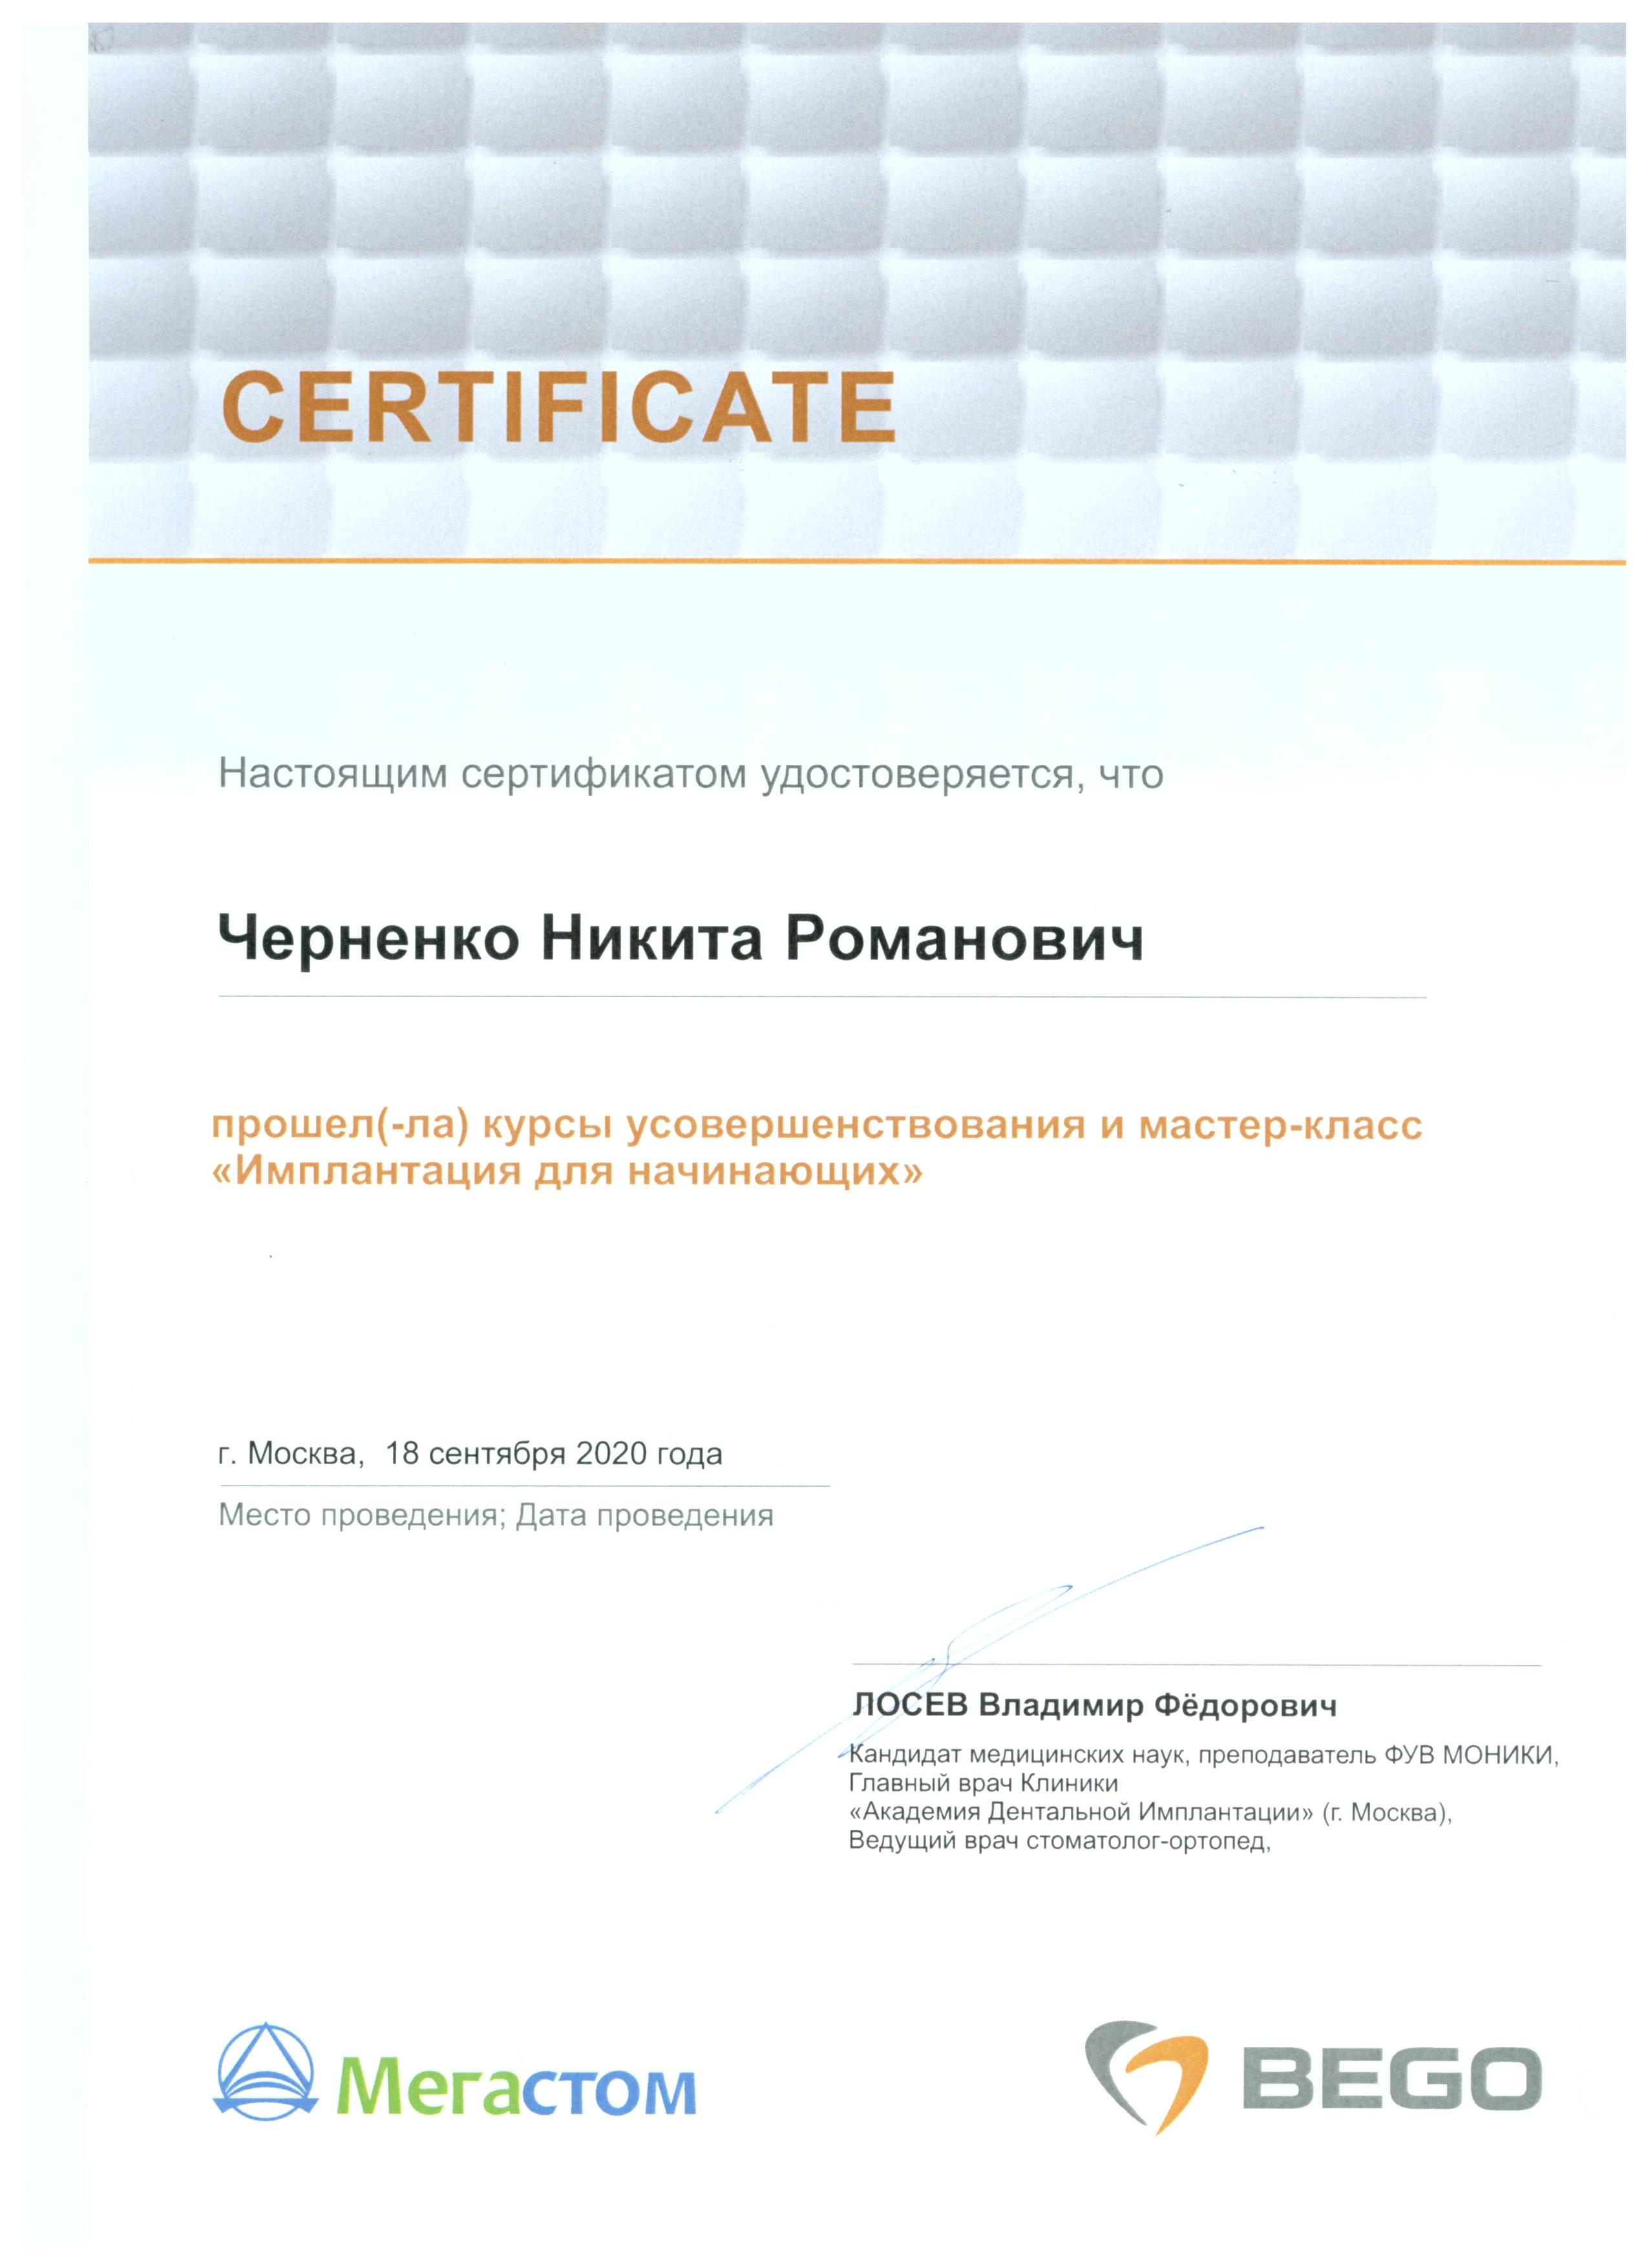 CERTIFICATE
Настоящим сертификатом удостоверяется, что
Черненко Никита Романович
прошел(-ла) курсы усовершенствования и мастер-класс
«Имплантация для начинающих»
г. Москва, 18 сентября 2020 года
Место проведения; Дата проведения
ЛОСЕВ Владимир Фёдорович
Кандидат медицинских наук, преподаватель ФУВ МОНИКИ,
Главный врач Клиники
«Академия Дентальной Имплантации» (г. Москва),
Ведущий врач стоматолог-ортопед,
Мегастом
BEGO